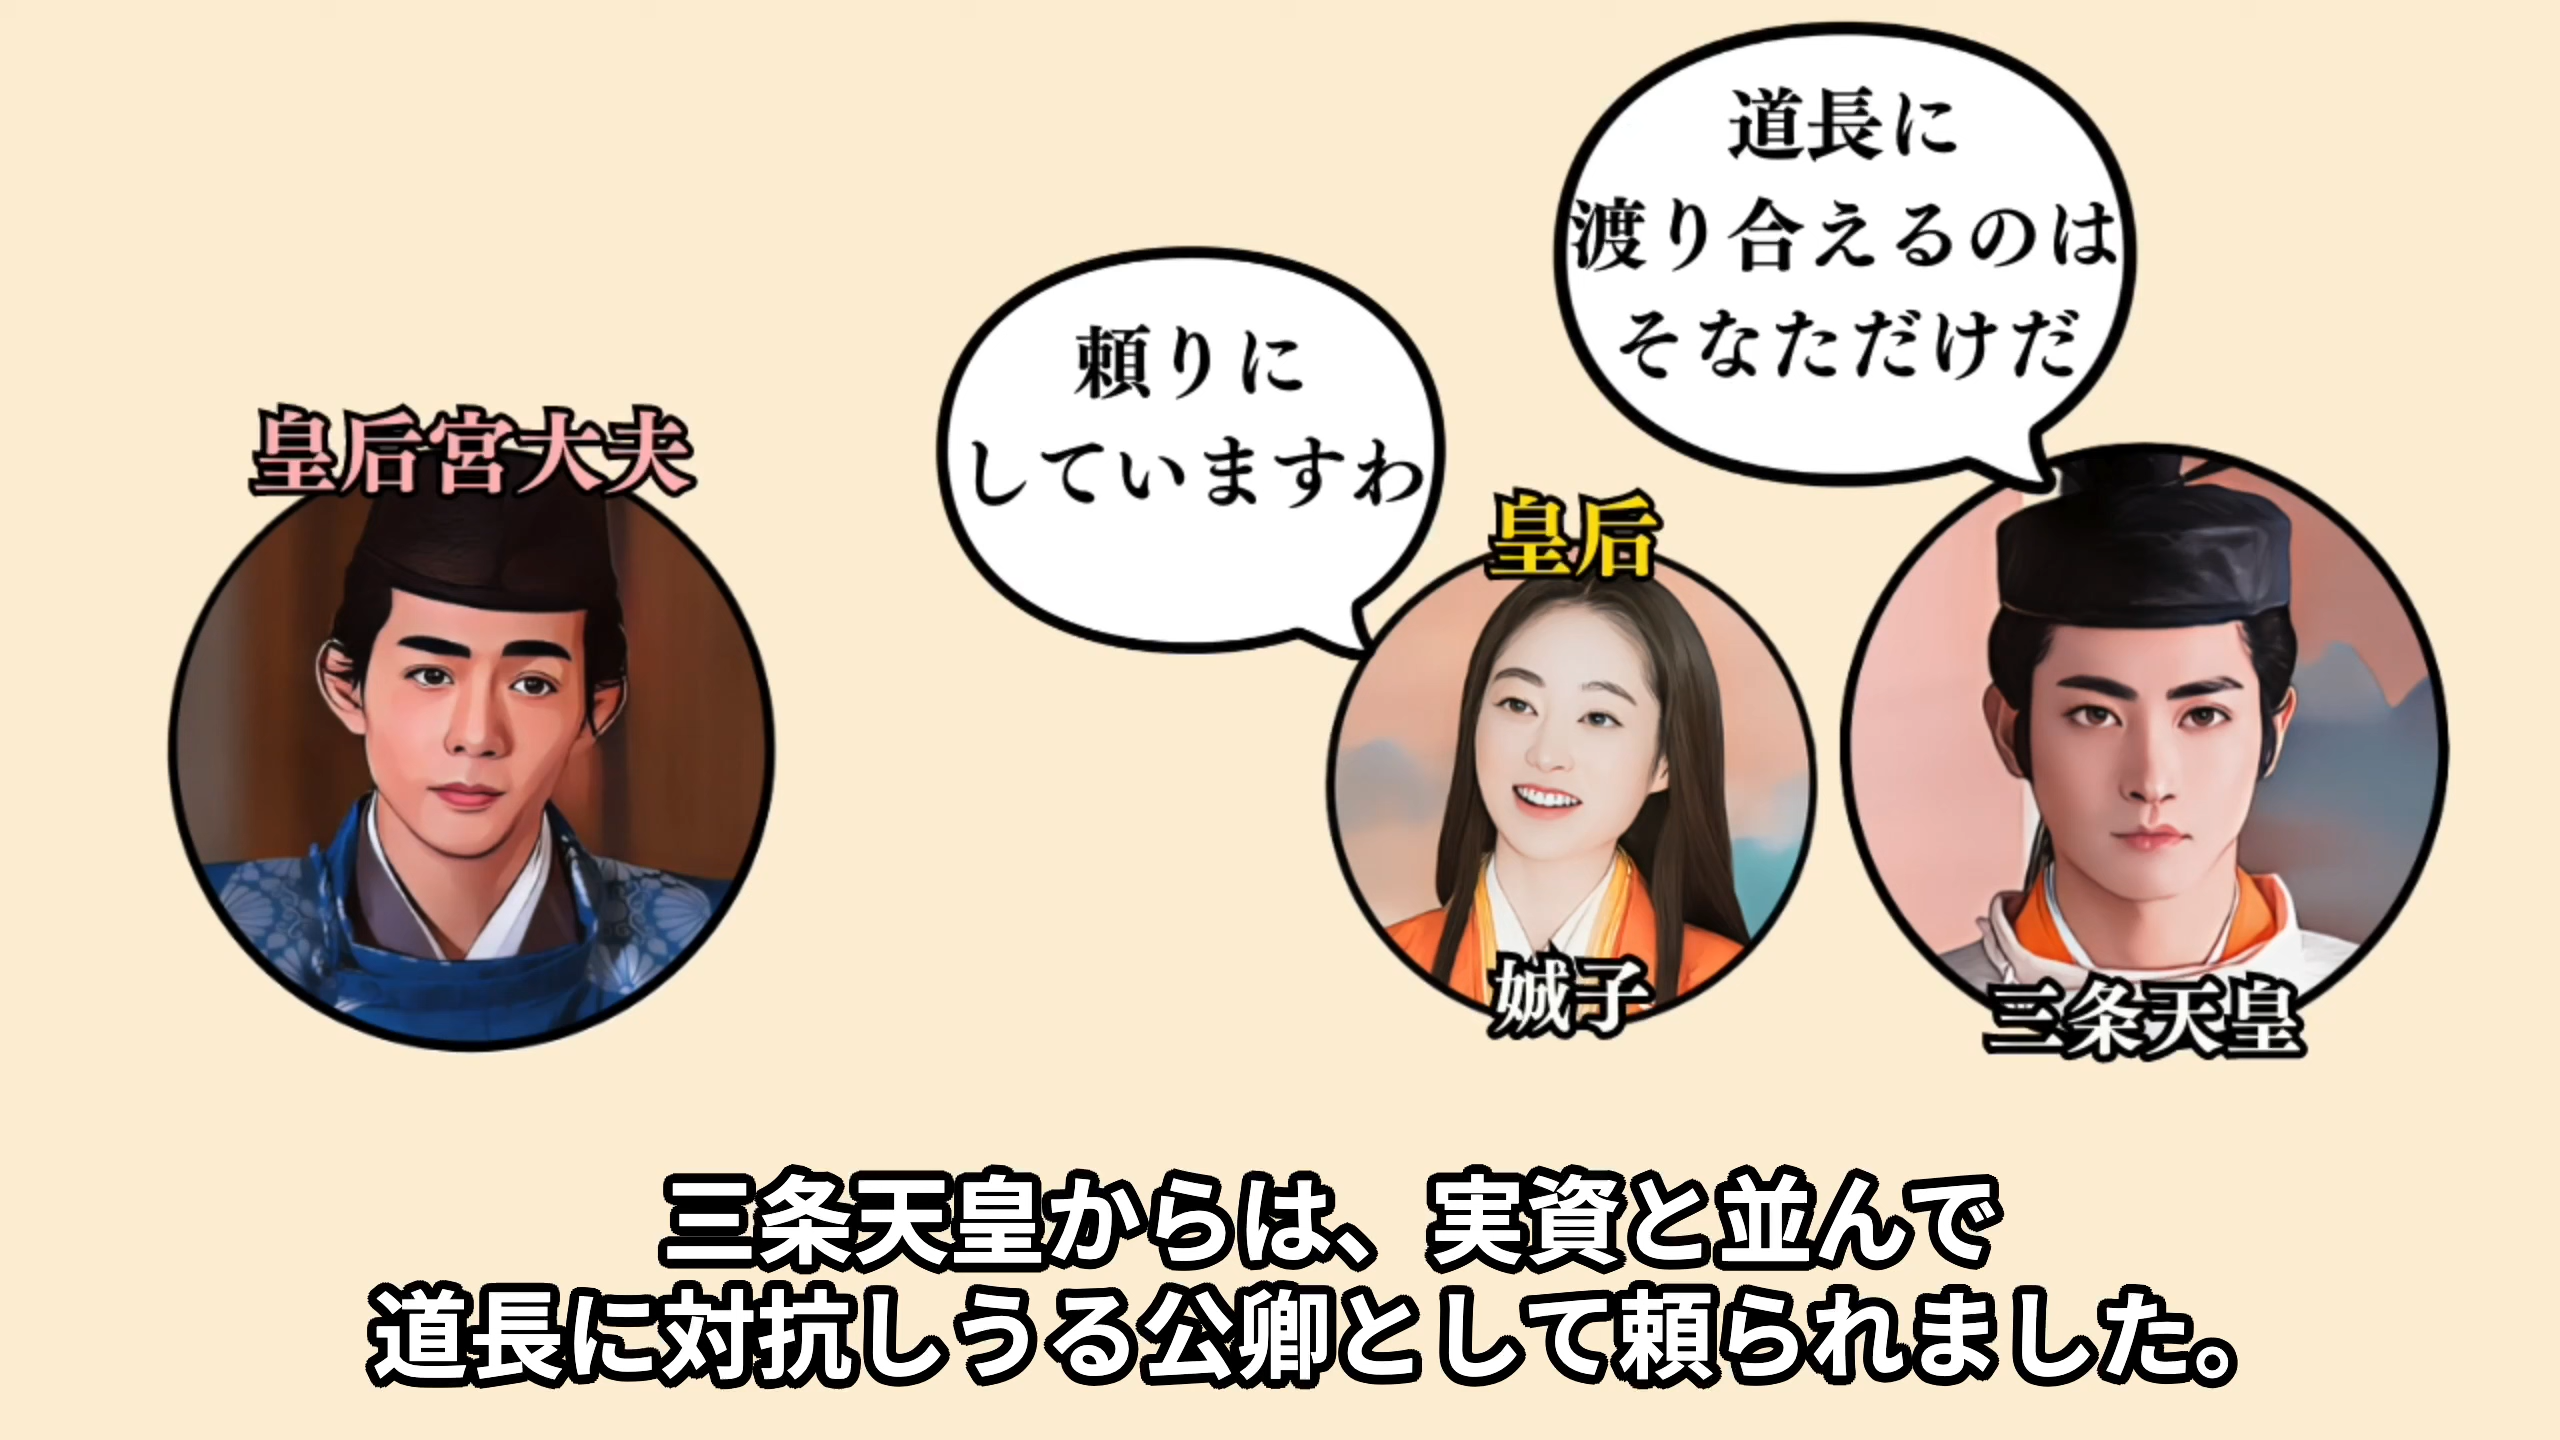 道長に
渡り合えるのは
そなただけだ
頼りに
していますわ
皇后宮大夫
皇后
娍子
三条天皇
三条天皇からは、実資と並んで
道長に対抗しうる公卿として頼られました。